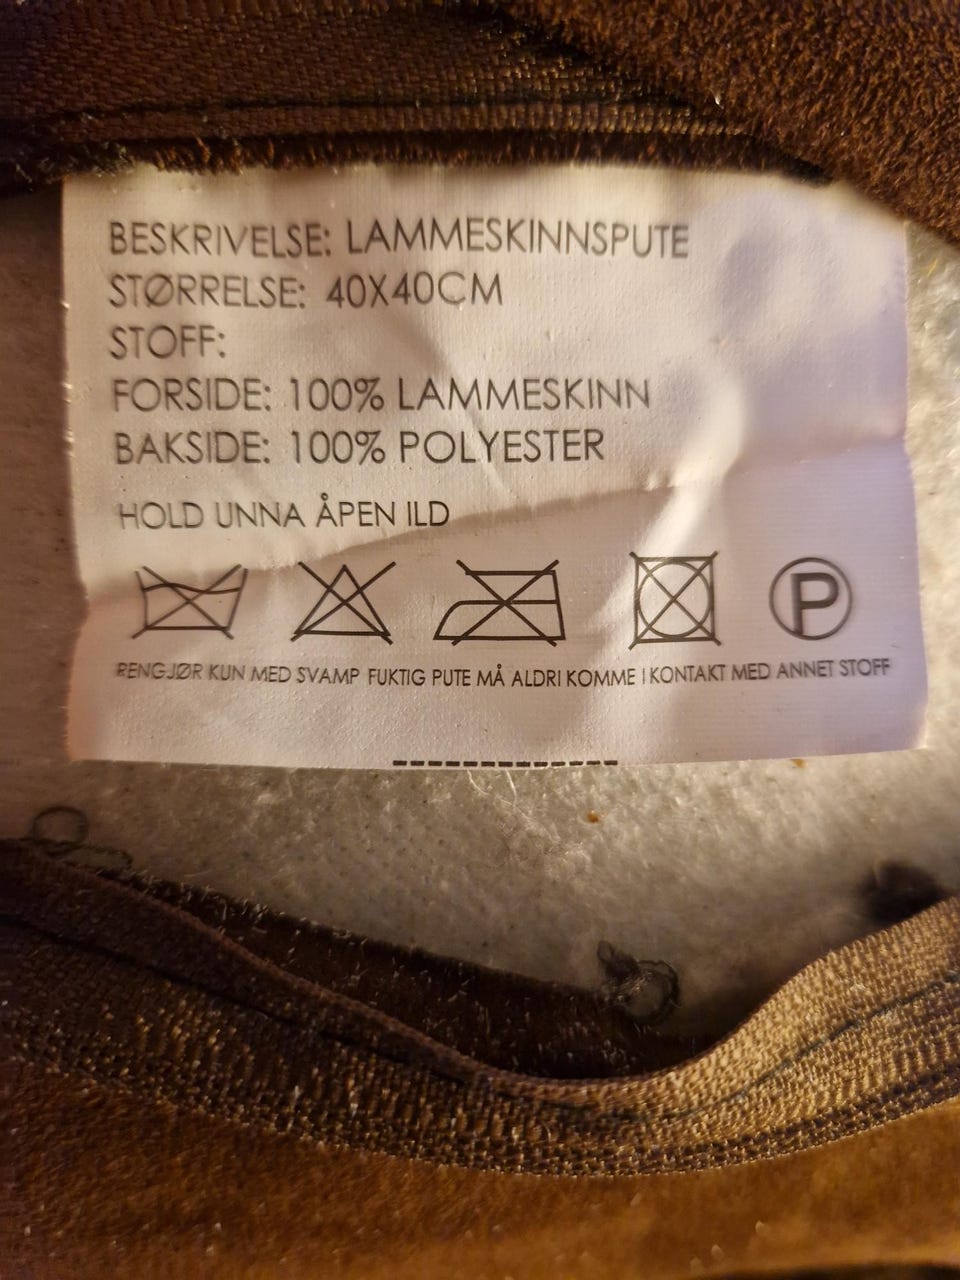 BESKRIVELSE: LAMMESKINNSPUTE
STØRRELSE: 40X40CM
STOFF:
FORSIDE: 100% LAMMESKINN
BAKSIDE: 100% POLYESTER
HOLD UNNA ÅPEN ILD
P
RENGJØR KUN MED SVAMP FUKTIG PUTE MÅ ALDRI KOMME I KONTAKT MED ANNET STOFF